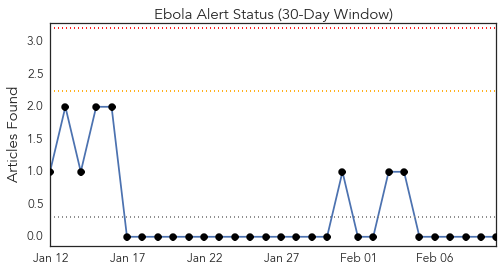 Ebola Alert Status (30-Day Window)
Articles Found
3.0
2.5
2.0
1.5
1.0
0.5
0.0
Jan 12 Jan 17 Jan 22 Jan 27 Feb 01 Feb 06